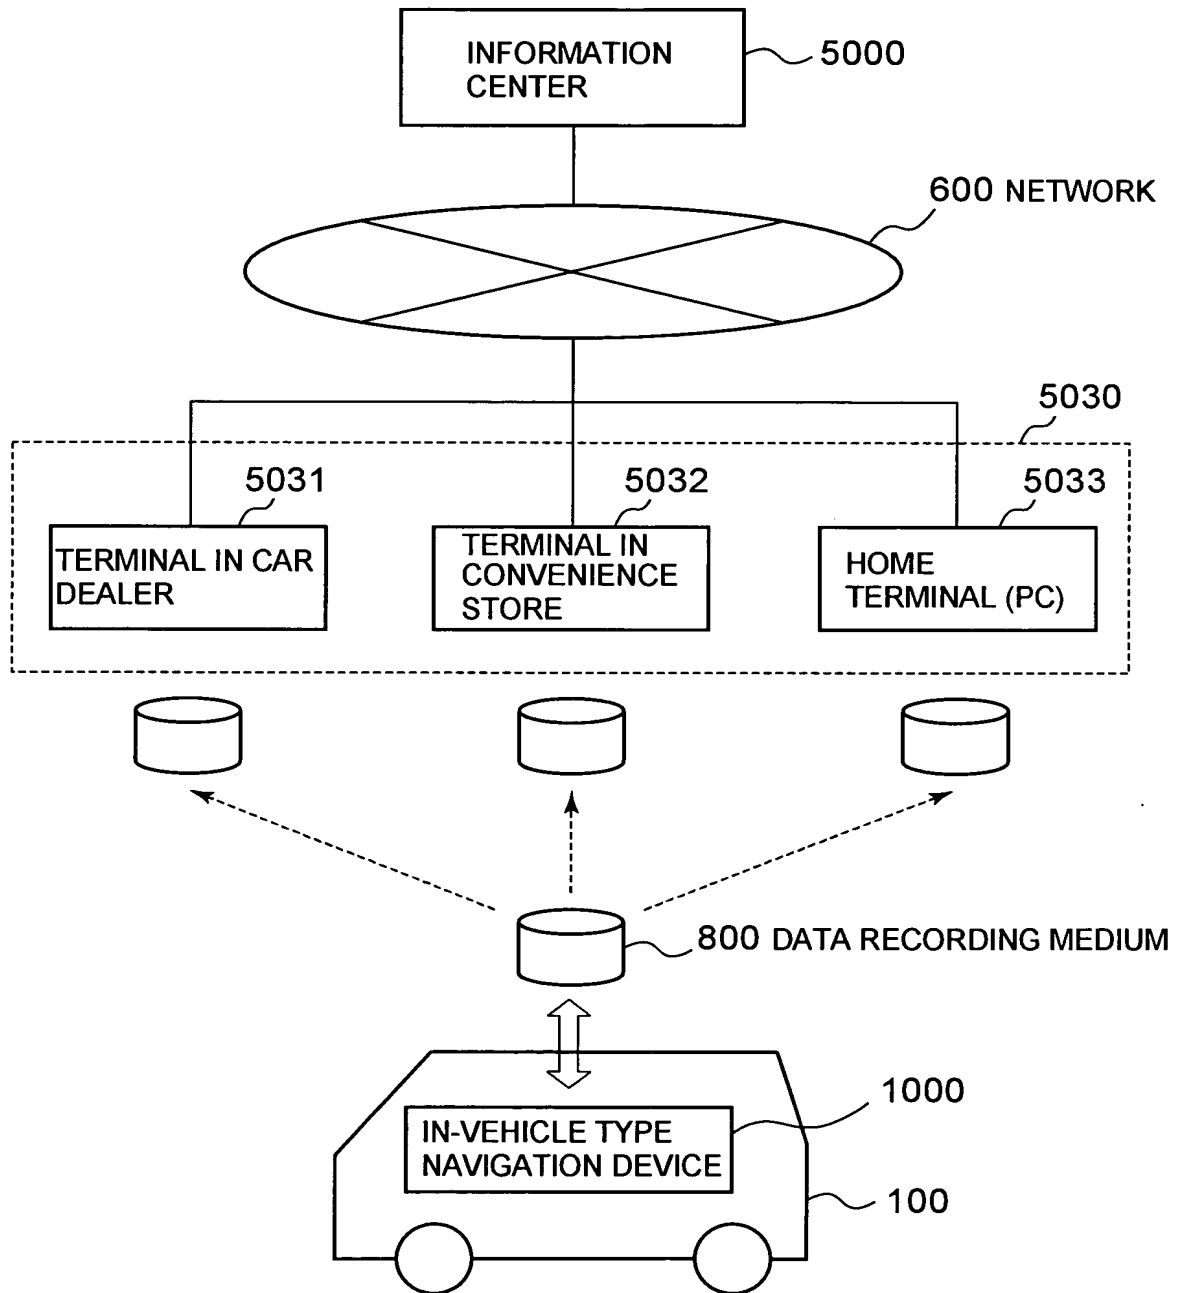 INFORMATION
CENTER
5000
600 NETWORK
5030
5031
5032
5033
TERMINAL IN CAR
DEALER
TERMINAL IN
CONVENIENCE
STORE
HOME
TERMINAL (PC)
800 DATA RECORDING MEDIUM
1000
IN-VEHICLE TYPE
NAVIGATION DEVICE
100